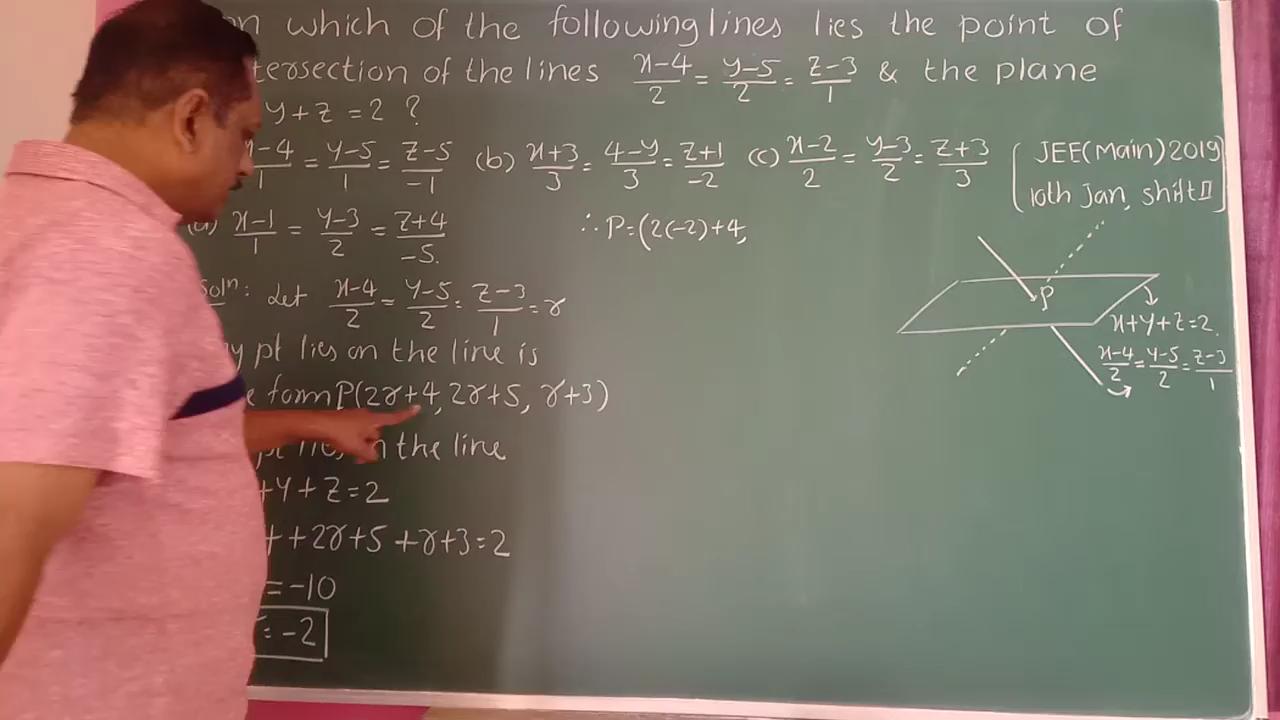 n which of the following lines lies the point of
tersection of the lines x-4/2 = y-5/2 = z-3/1 & the plane
y+z=2 ?
x-4/1 = y-5/1 = z-5/-1 (b) x+3/3 = 4-y/3 = z+1/-2 (c) x-2/2 = y-3/2 = z+3/3 [JEE(Main)2019
10th Jan, shift II]
x-1/1 = y-3/2 = z+4/-5.
∴ P=(2(-2)+4,
Solⁿ: Let x-4/2 = y-5/2 = z-3/1 = r
y pt lies on the line is
e form P(2r+4, 2r+5, r+3)
pt lie n the line
+y+z=2
+2r+5+r+3=2
=-10
r=-2
P
x+y+z=2.
x-4/2 = y-5/2 = z-3/1